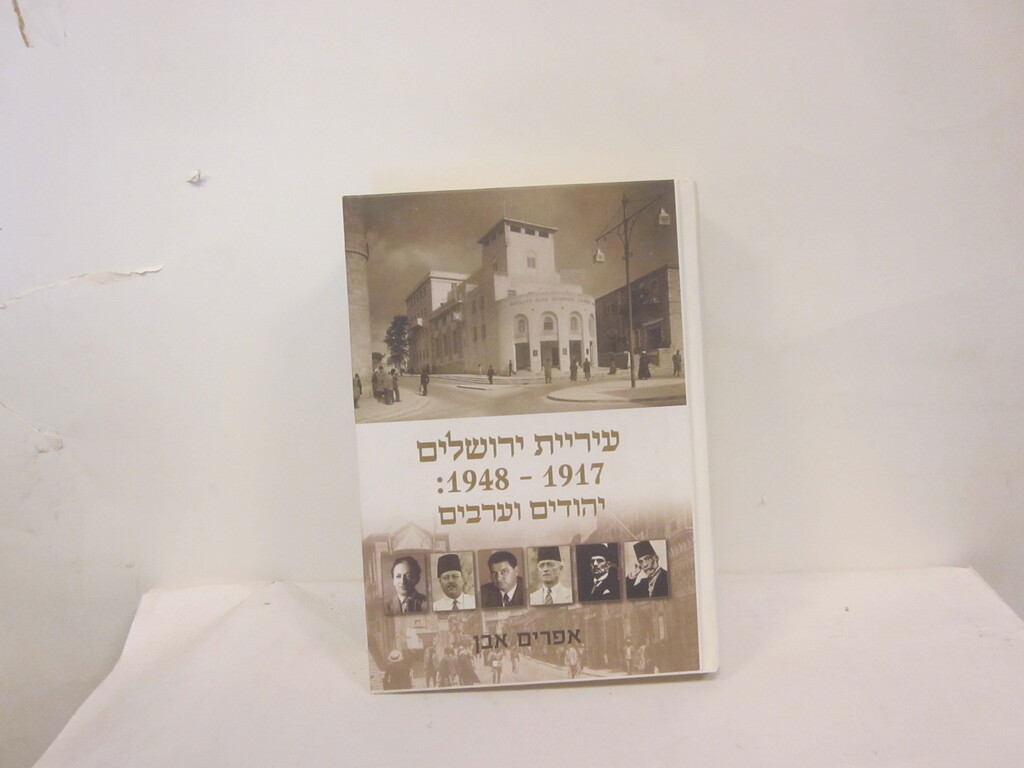 עיריית ירושלים
1917 - 1948:
יהודים וערבים
אפרים אבן